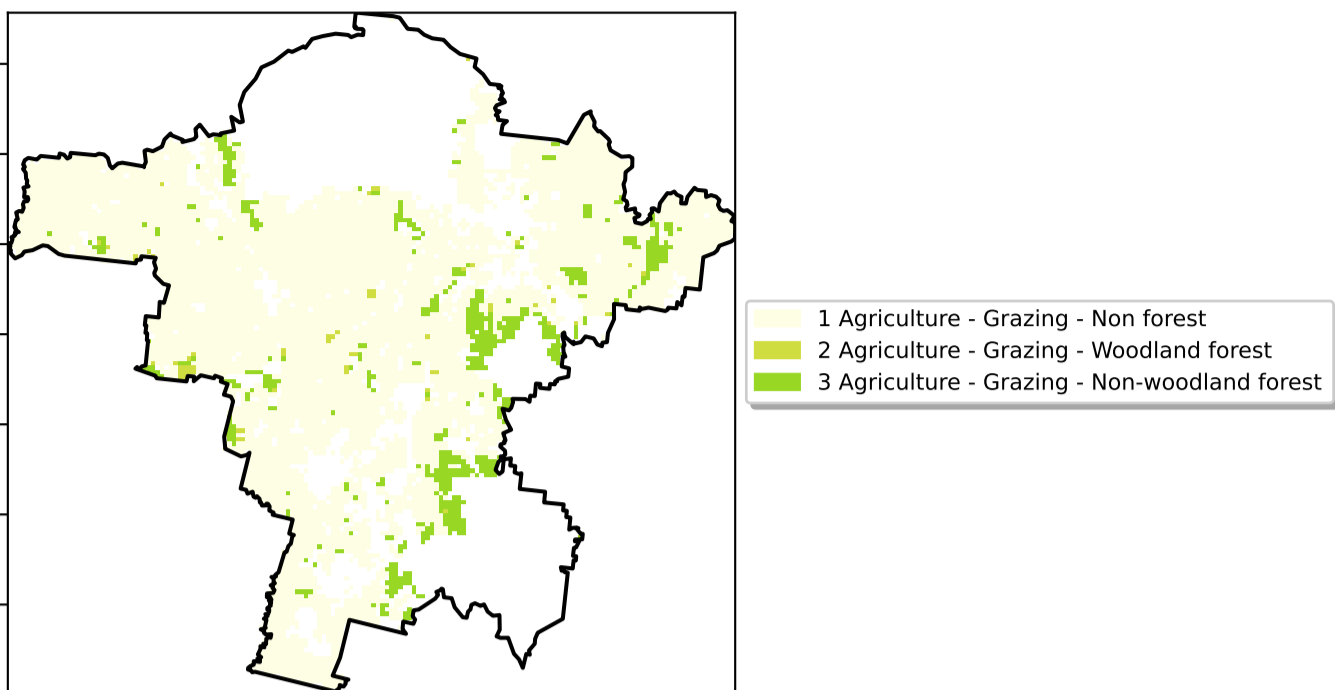 1 Agriculture - Grazing - Non forest
2 Agriculture - Grazing - Woodland forest
3 Agriculture - Grazing - Non-woodland forest